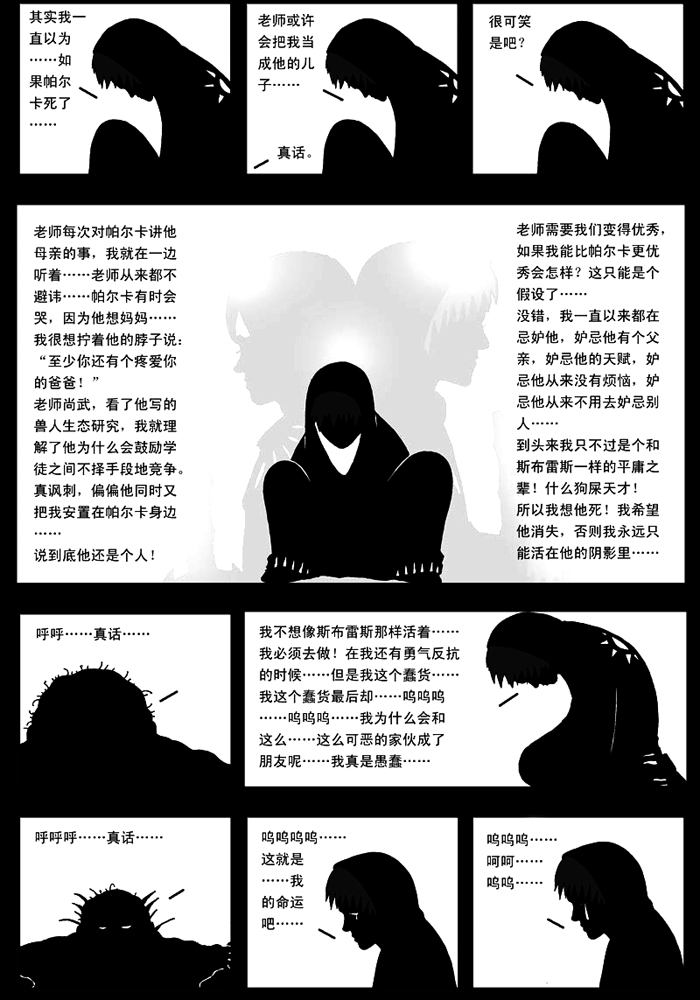 其实我一
直以为
……如
果帕尔
卡死了
……
老师或许
会把我当
成他的儿
子……
真话。
很可笑
是吧？
老师每次对帕尔卡讲他
母亲的事，我就在一边
听着……老师从来都不
避讳……帕尔卡有时会
哭，因为他想妈妈……
我很想拧着他的脖子说：
“至少你还有个疼爱你
的爸爸！”
老师尚武，看了他写的
兽人生态研究，我就理
解了他为什么会鼓励学
徒之间不择手段地竞争。
真讽刺，偏偏他同时又
把我安置在帕尔卡身边
……
说到底他还是个人！
老师需要我们变得优秀，
如果我能比帕尔卡更优
秀会怎样？这只能是个
假设了……
没错，我一直以来都在
忌妒他，妒忌他有个父
亲，妒忌他的天赋，妒
忌他从来没有烦恼，妒
忌他从来不用去妒忌别
人……
到头来我只不过是个和
斯布雷斯一样的平庸之
辈！什么狗屎天才！
所以我想他死！我希望
他消失，否则我永远只
能活在他的阴影里……
呼呼……真话……
我不想像斯布雷斯那样活着……
我必须去做！在我还有勇气反抗
的时候……但是我这个蠢货……
我这个蠢货最后却……呜呜呜
……呜呜呜……我为什么会和
这么……这么可恶的家伙成了
朋友呢……我真是愚蠢……
呼呼呼……真话……
呜呜呜呜……
这就是
……我
的命运
吧……
呜呜呜……
呵呵……
呜呜……